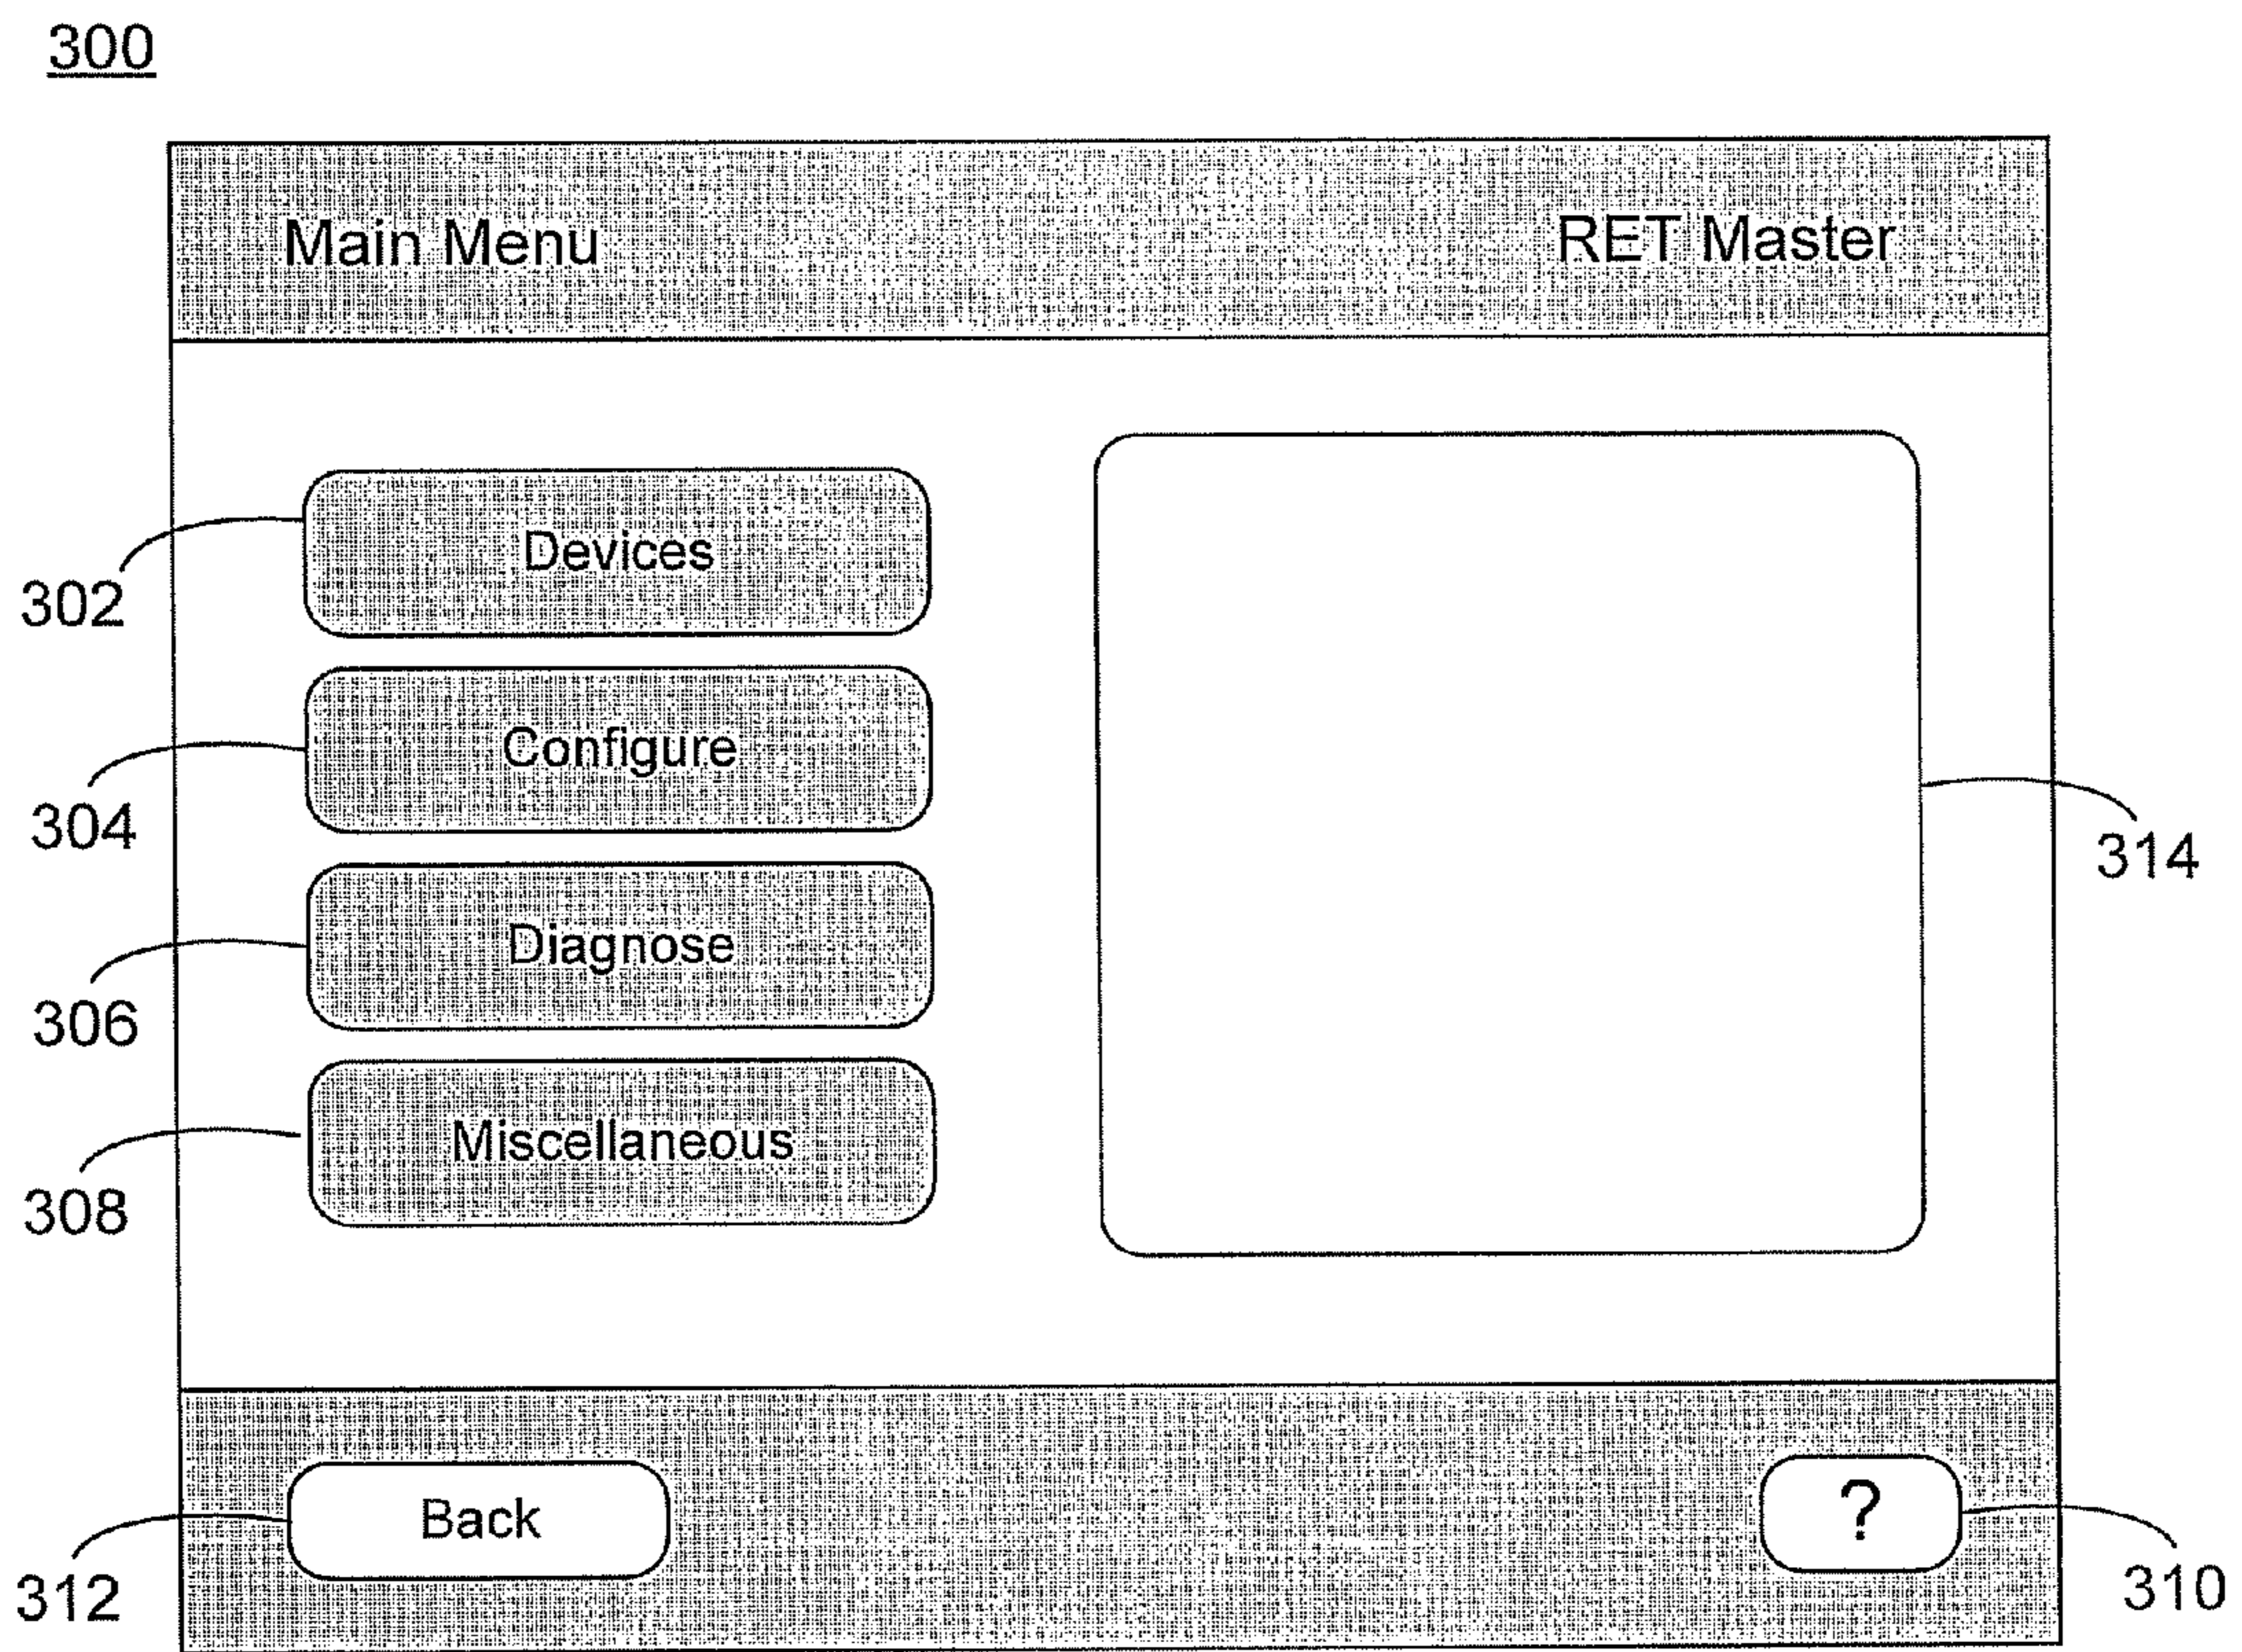 300
Main Menu RET Master
Devices
302
Configure
304
314
Diagnose
306
Miscellaneous
308
Back ?
312 310